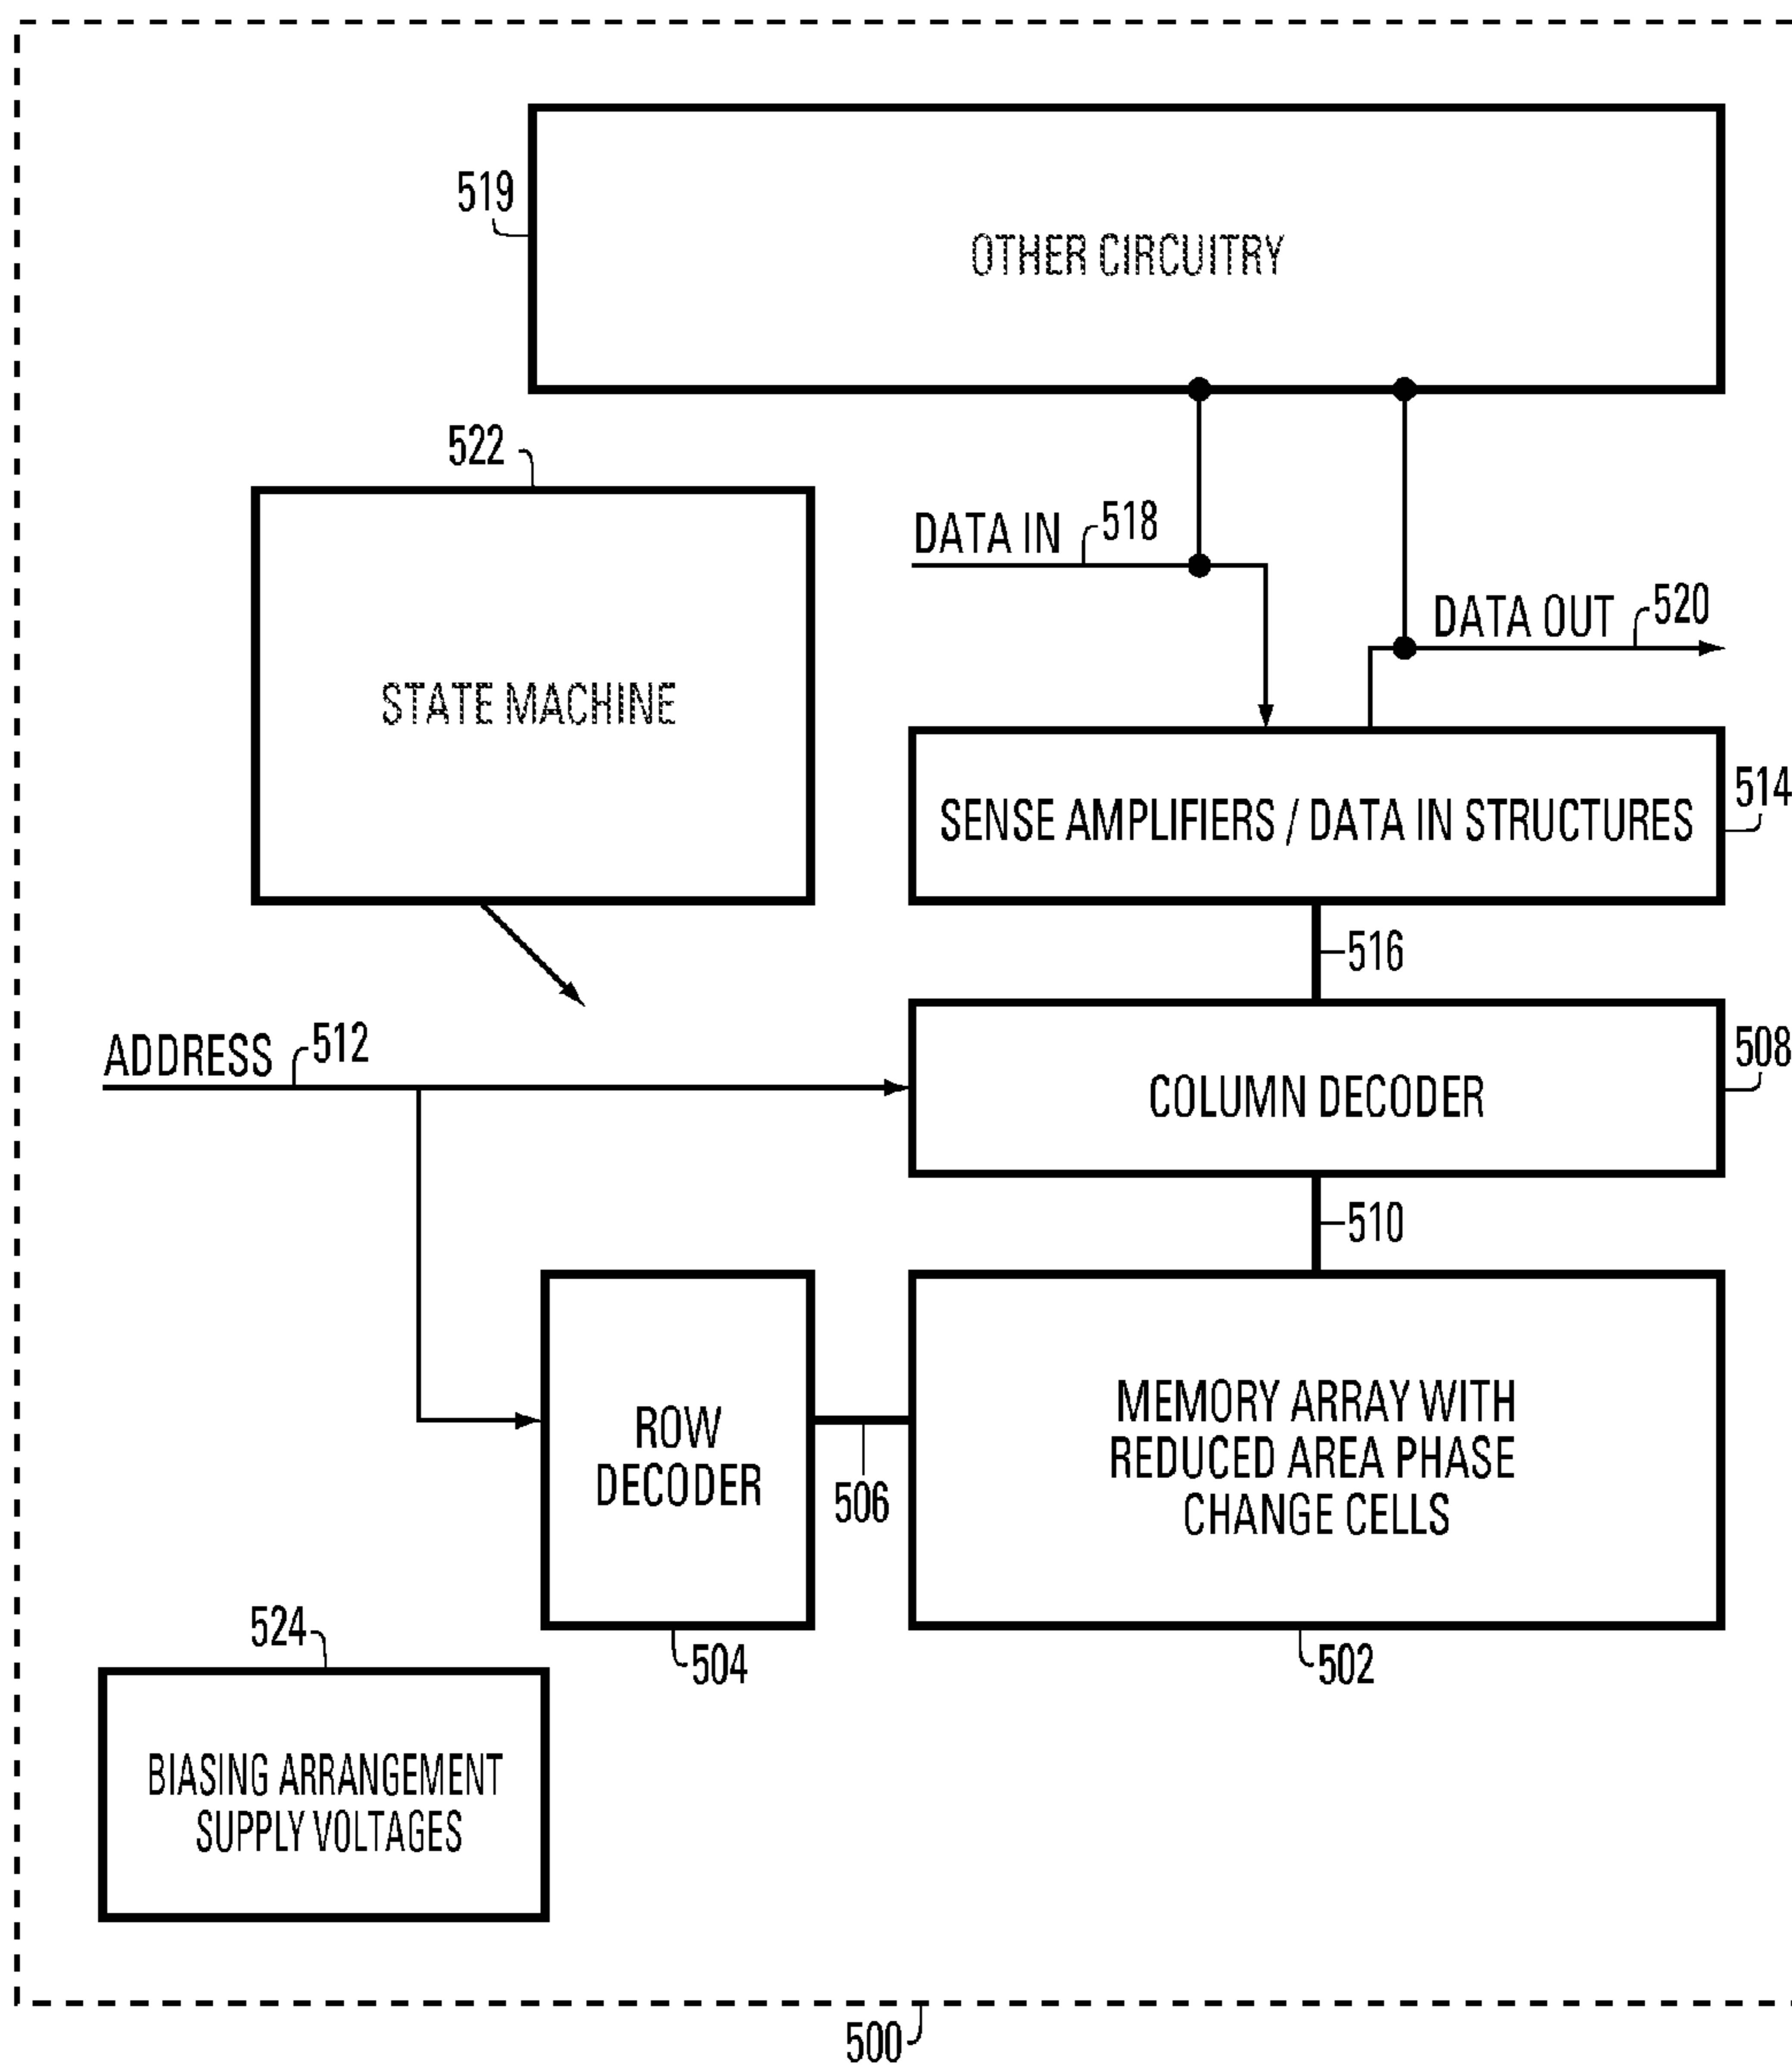 519
OTHER CIRCUITRY
522
DATA IN
518
DATA OUT
520
STATE MACHINE
514
SENSE AMPLIFIERS / DATA IN STRUCTURES
516
ADDRESS
512
508
COLUMN DECODER
510
ROW
DECODER
506
MEMORY ARRAY WITH
REDUCED AREA PHASE
CHANGE CELLS
524
504
502
BIASING ARRANGEMENT
SUPPLY VOLTAGES
500